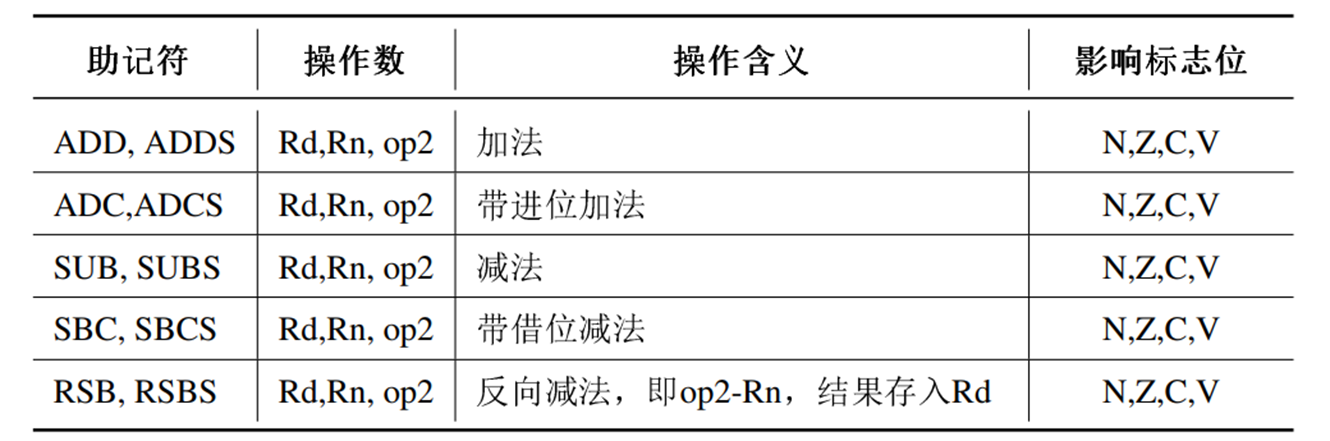 助记符 操作数 操作含义 影响标志位
ADD, ADDS Rd,Rn, op2 加法 N,Z,C,V
ADC,ADCS Rd,Rn, op2 带进位加法 N,Z,C,V
SUB, SUBS Rd,Rn, op2 减法 N,Z,C,V
SBC, SBCS Rd,Rn, op2 带借位减法 N,Z,C,V
RSB, RSBS Rd,Rn, op2 反向减法，即op2-Rn，结果存入Rd N,Z,C,V